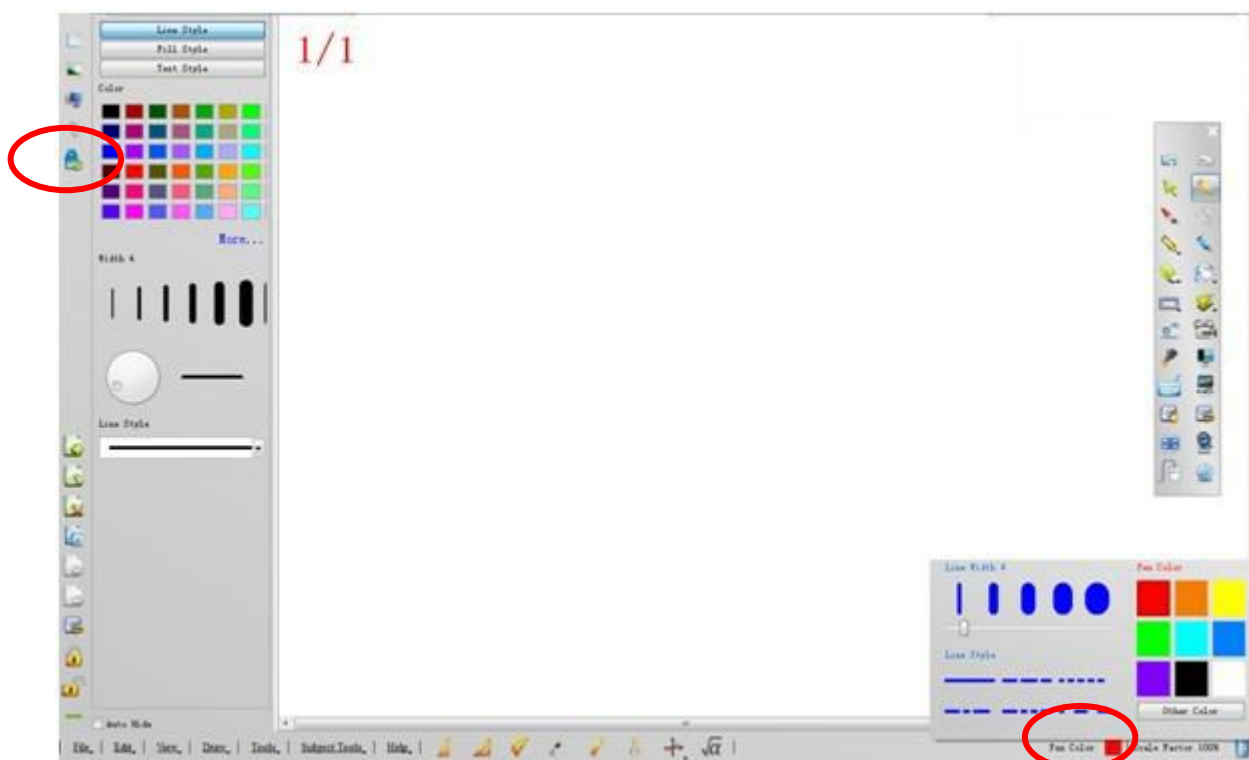 Line Style
Fill Style
Text Style
1/1
Color
More...
Width 4
Line Style
Auto Hide
Line Width 4
Pen Color
Line Style
Other Color
File, | Edit, | View, | Draw, | Tools, | Subject Tools, | Help, |
Pen Color
Scale Factor 100%